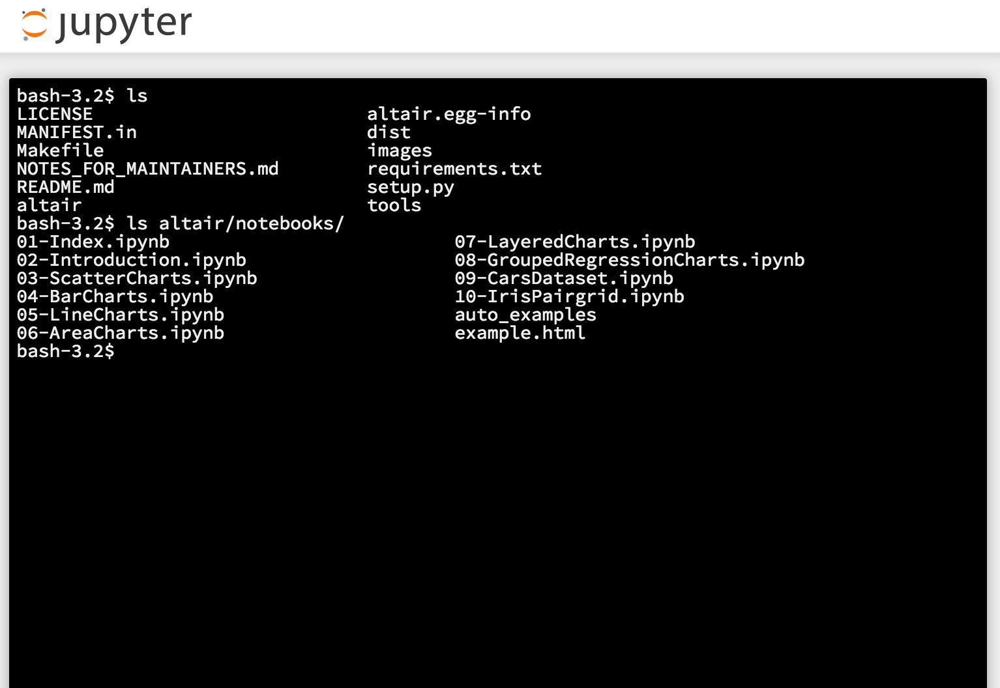 jupyter
bash-3.2$ ls
LICENSE altair.egg-info
MANIFEST.in dist
Makefile images
NOTES_FOR_MAINTAINERS.md requirements.txt
README.md setup.py
altair tools
bash-3.2$ ls altair/notebooks/
01-Index.ipynb 07-LayeredCharts.ipynb
02-Introduction.ipynb 08-GroupedRegressionCharts.ipynb
03-ScatterCharts.ipynb 09-CarsDataset.ipynb
04-BarCharts.ipynb 10-IrisPairgrid.ipynb
05-LineCharts.ipynb auto_examples
06-AreaCharts.ipynb example.html
bash-3.2$